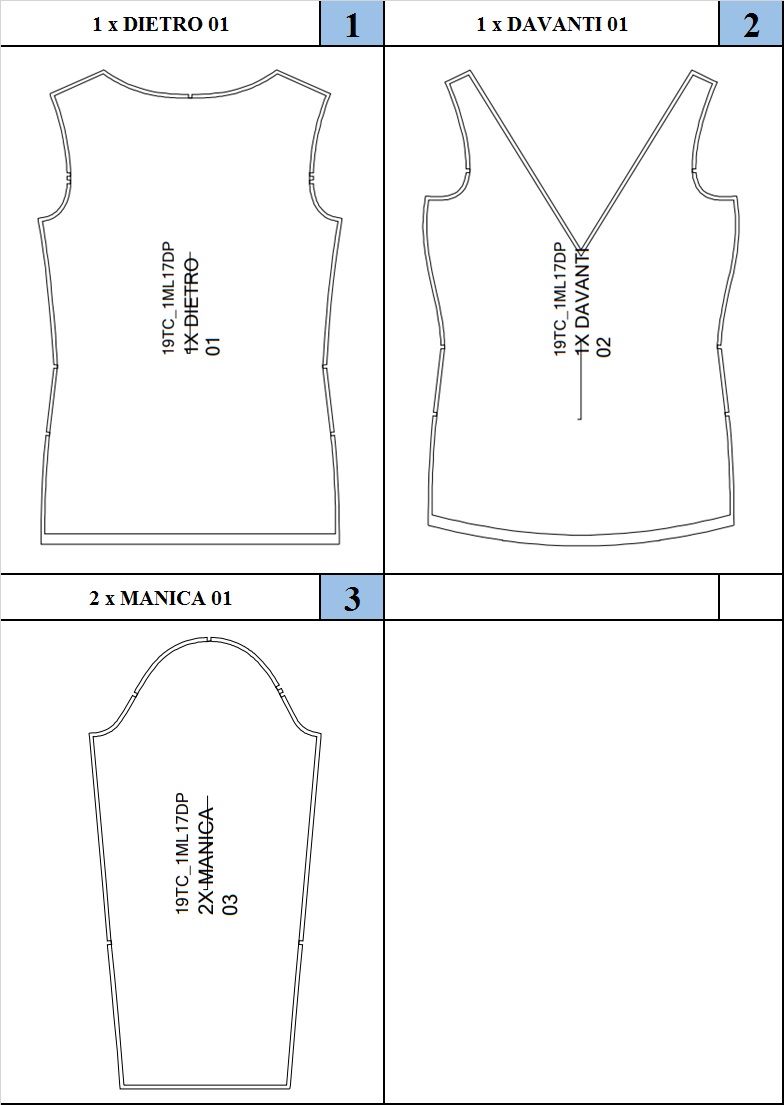 1 x DIETRO 01
1
1 x DAVANTI 01
2
19TC_1ML17DP
1X DIETRO
01
19TC_1ML17DP
1X DAVANTI
02
2 x MANICA 01
3
19TC_1ML17DP
2X MANICA
03